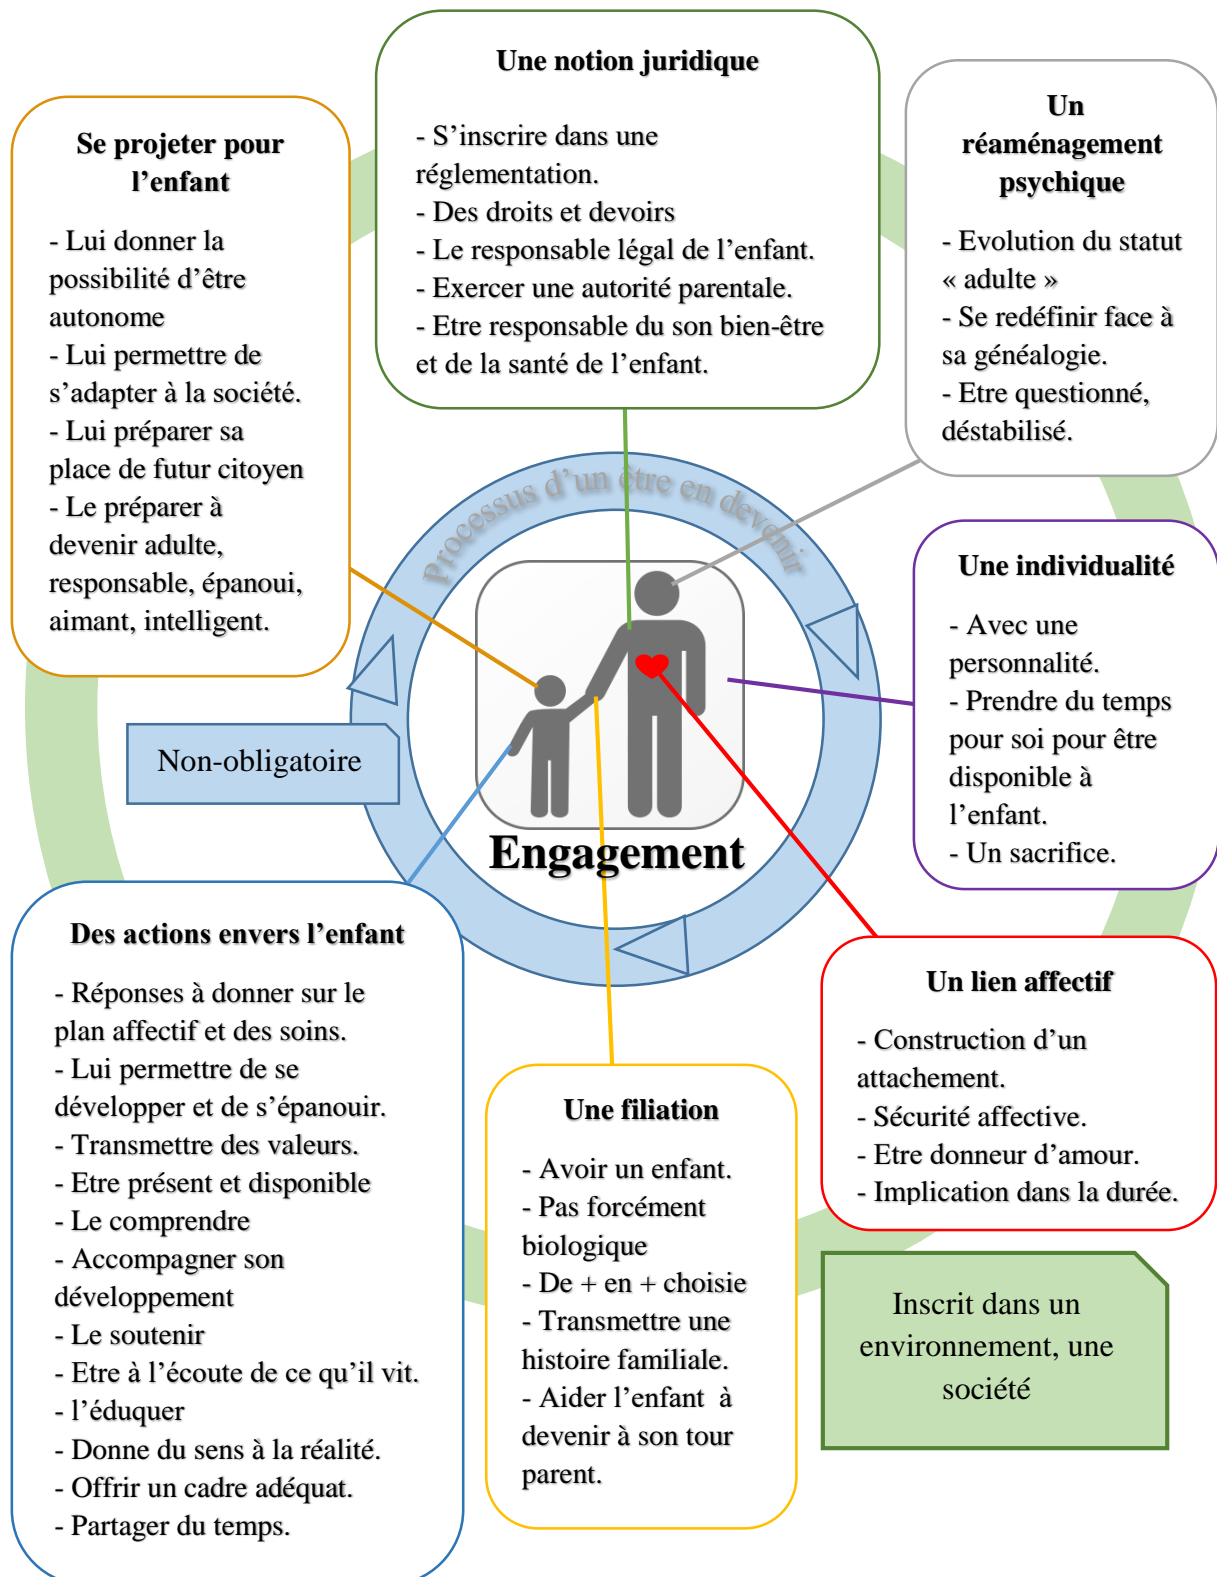 Une notion juridique
- S’inscrire dans une
réglementation.
- Des droits et devoirs
- Le responsable légal de l’enfant.
- Exercer une autorité parentale.
- Etre responsable du son bien-être
et de la santé de l’enfant.
Un
réaménagement
psychique
- Evolution du statut
« adulte »
- Se redéfinir face à
sa généalogie.
- Etre questionné,
déstabilisé.
Se projeter pour
l’enfant
- Lui donner la
possibilité d’être
autonome
- Lui permettre de
s’adapter à la société.
- Lui préparer sa
place de futur citoyen
- Le préparer à
devenir adulte,
responsable, épanoui,
aimant, intelligent.
Processus d’un être en devenir
Une individualité
- Avec une
personnalité.
- Prendre du temps
pour soi pour être
disponible à
l’enfant.
- Un sacrifice.
Non-obligatoire
Engagement
Des actions envers l’enfant
- Réponses à donner sur le
plan affectif et des soins.
- Lui permettre de se
développer et de s’épanouir.
- Transmettre des valeurs.
- Etre présent et disponible
- Le comprendre
- Accompagner son
développement
- Le soutenir
- Etre à l’écoute de ce qu’il vit.
- l’éduquer
- Donne du sens à la réalité.
- Offrir un cadre adéquat.
- Partager du temps.
Une filiation
- Avoir un enfant.
- Pas forcément
biologique
- De + en + choisie
- Transmettre une
histoire familiale.
- Aider l’enfant à
devenir à son tour
parent.
Un lien affectif
- Construction d’un
attachement.
- Sécurité affective.
- Etre donneur d’amour.
- Implication dans la durée.
Inscrit dans un
environnement, une
société